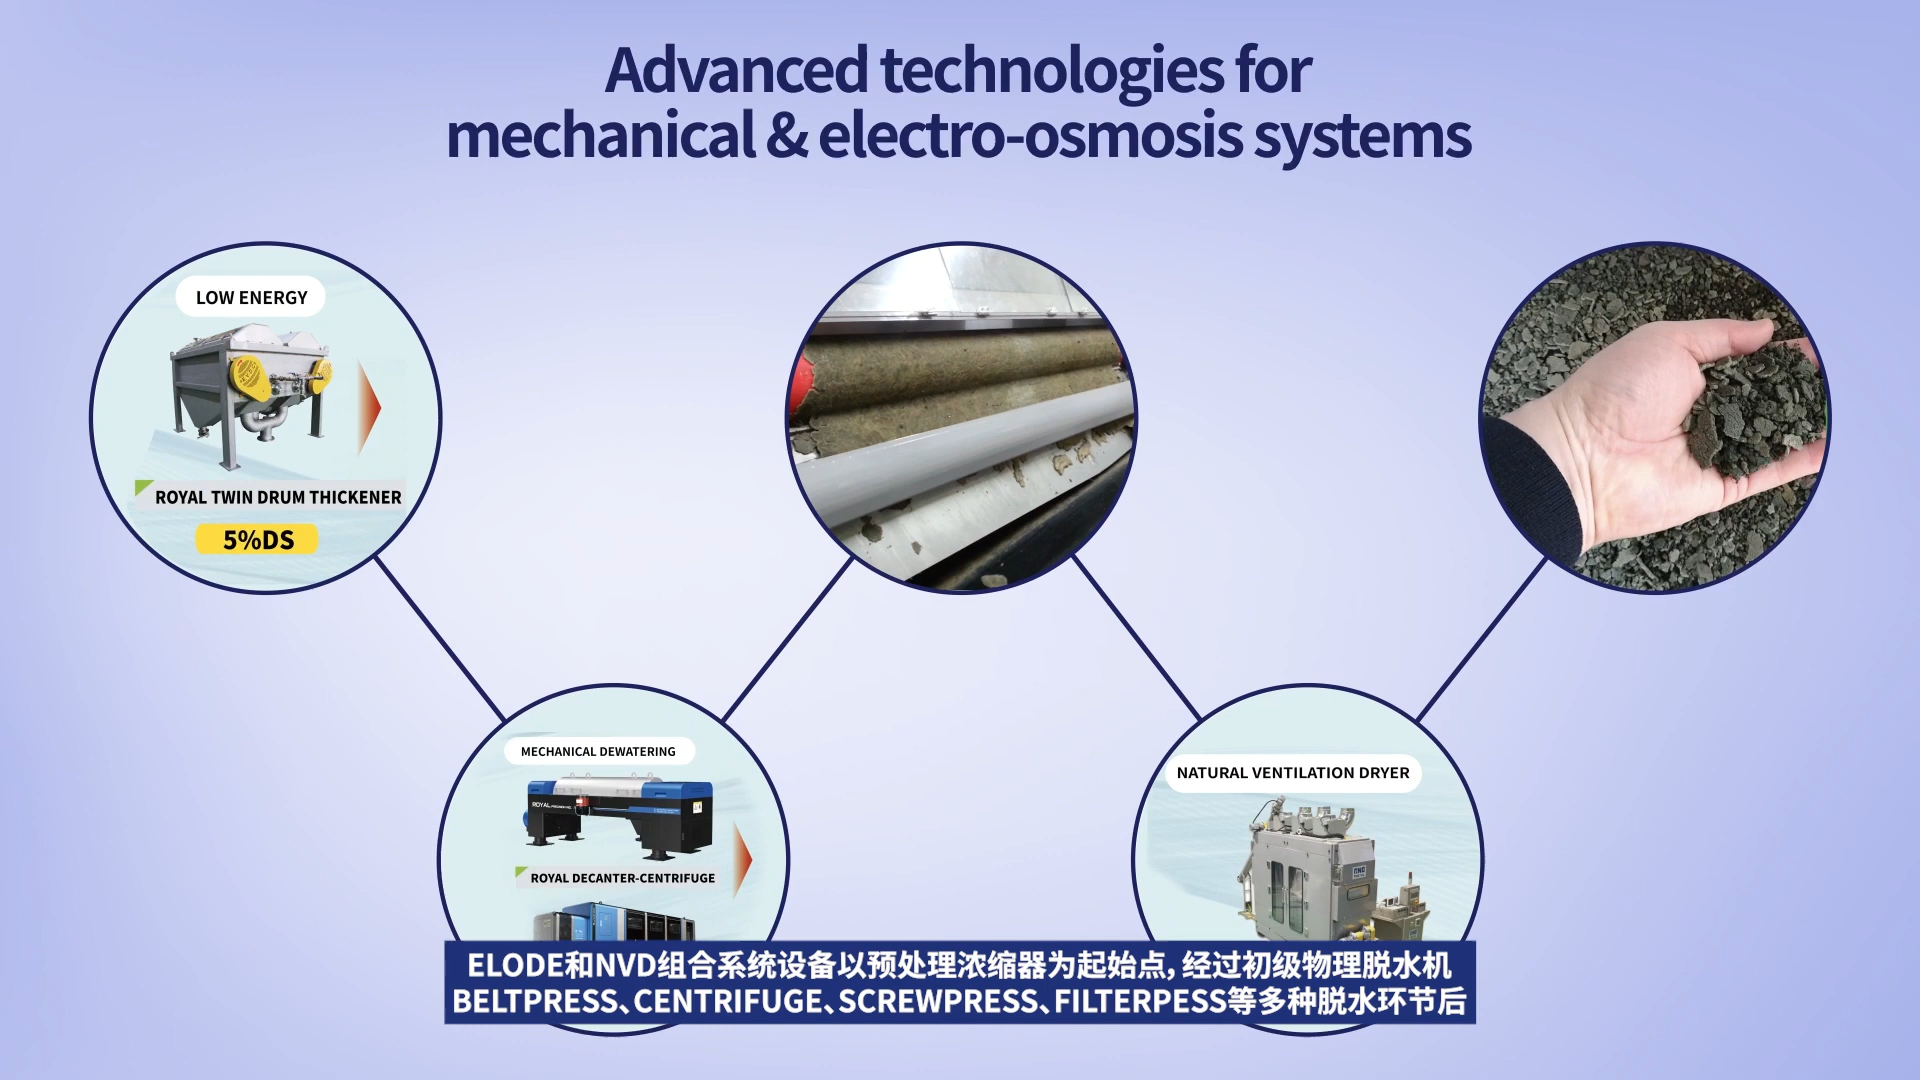 Advanced technologies for
mechanical & electro-osmosis systems
LOW ENERGY
ROYAL TWIN DRUM THICKENER
5%DS
MECHANICAL DEWATERING
ROYAL
ROYAL DECANTER-CENTRIFUGE
NATURAL VENTILATION DRYER
ELODE和NVD组合系统设备以预处理浓缩器为起始点, 经过初级物理脱水机
BELTPRESS、CENTRIFUGE、SCREWPRESS、FILTERPESS等多种脱水环节后